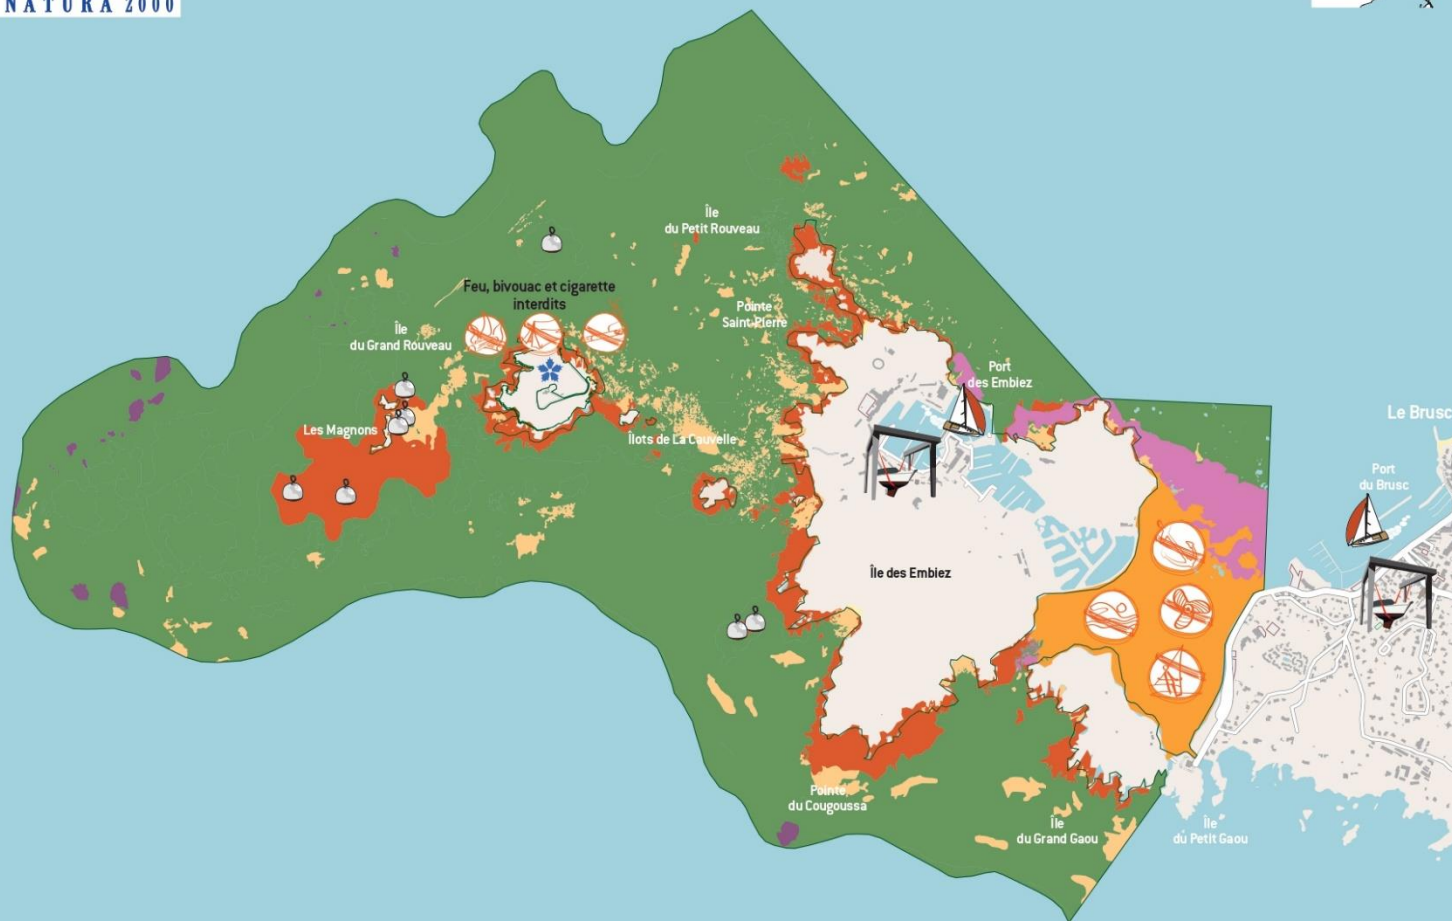 NATURA 2000
Île
du Petit Rouveau
Feu, bivouac et cigarette
interdits
Pointe
Saint-Pierre
Île
du Grand Rouveau
Port
des Embiez
Le Brusc
Les Magnons
Îlots de La Cauvelle
Port
du Brusc
Île des Embiez
Pointe
du Cougoussa
Île
du Grand Gaou
Île
du Petit Gaou